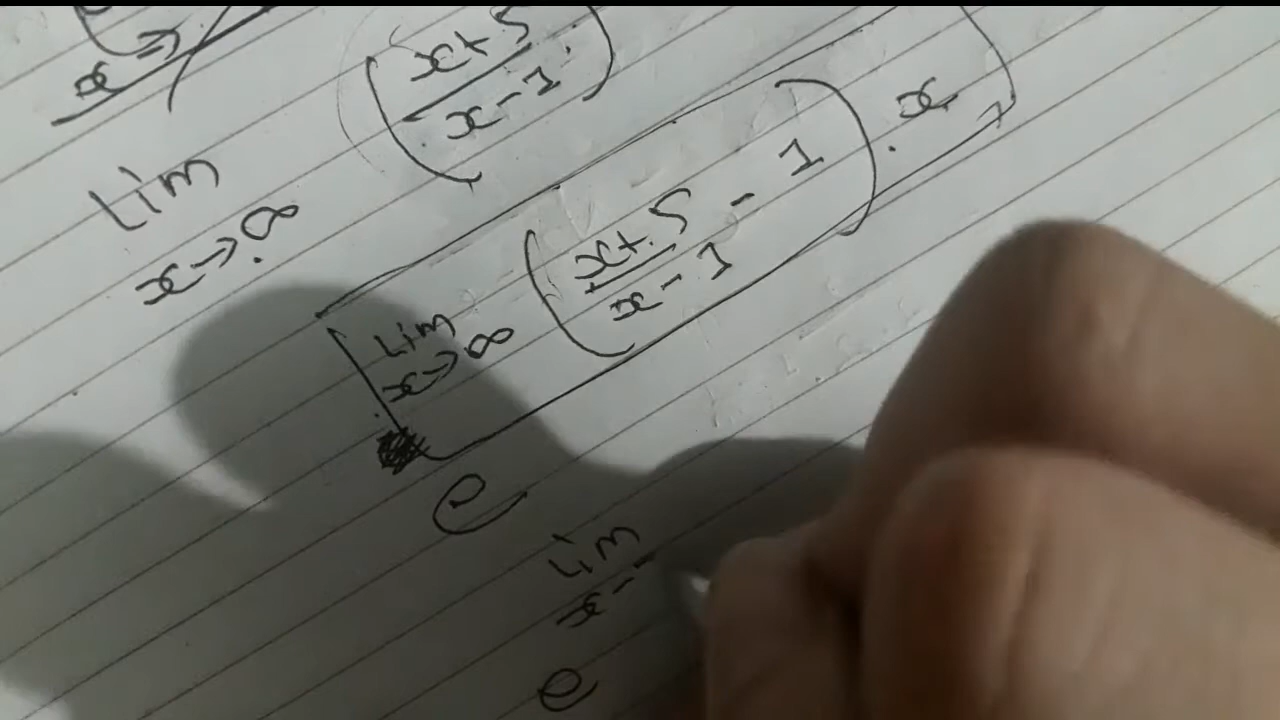 x →
lim x→∞ (x+5 / x-1)
lim x→∞ (x+5 / x-1 - 1) . x
e
lim x-
e